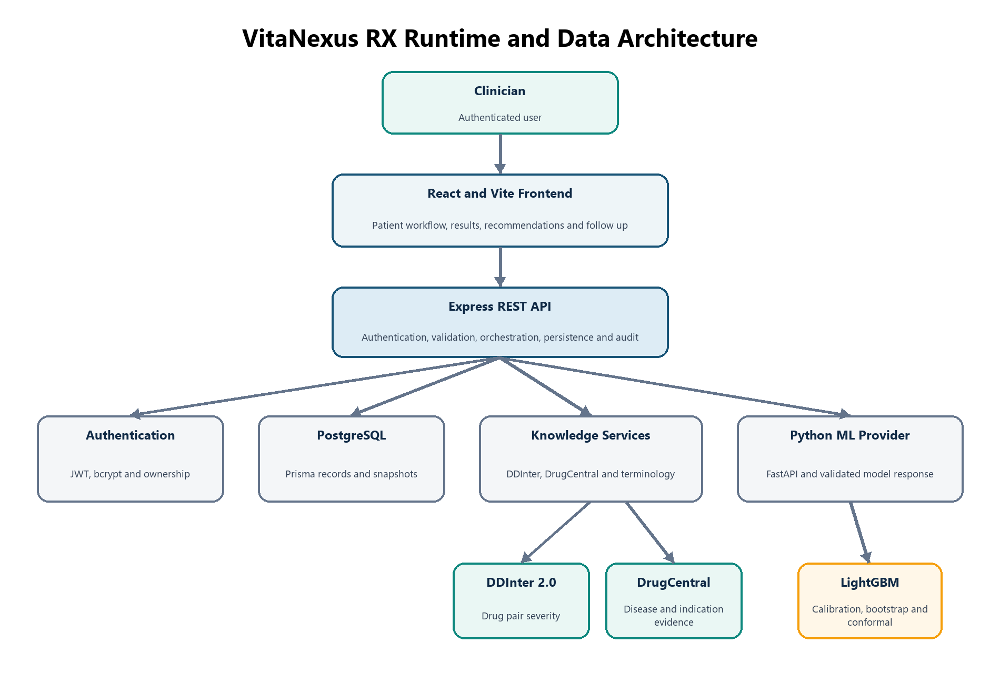 VitaNexus RX Runtime and Data Architecture
Clinician
Authenticated user
React and Vite Frontend
Patient workflow, results, recommendations and follow up
Express REST API
Authentication, validation, orchestration, persistence and audit
Authentication
JWT, bcrypt and ownership
PostgreSQL
Prisma records and snapshots
Knowledge Services
DDInter, DrugCentral and terminology
Python ML Provider
FastAPI and validated model response
DDInter 2.0
Drug pair severity
DrugCentral
Disease and indication
evidence
LightGBM
Calibration, bootstrap and
conformal